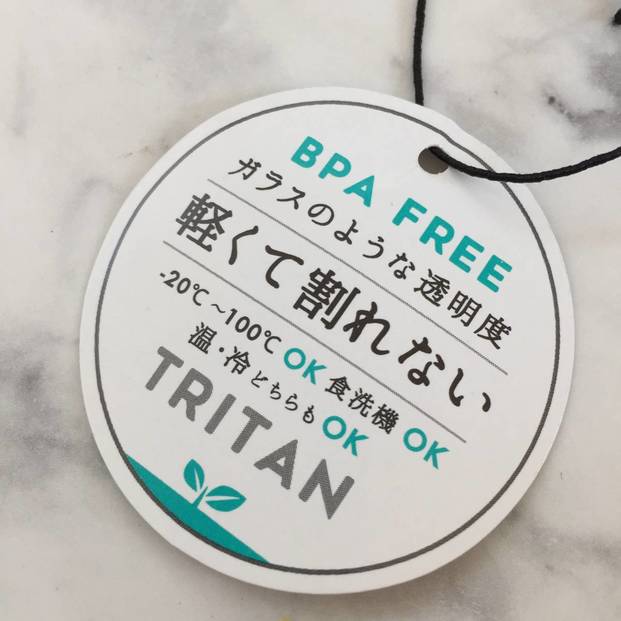 BPA FREE
ガラスのような透明度
軽くて割れない
-20℃~100℃ OK 食洗機 OK
温・冷どちらも OK
TRITAN